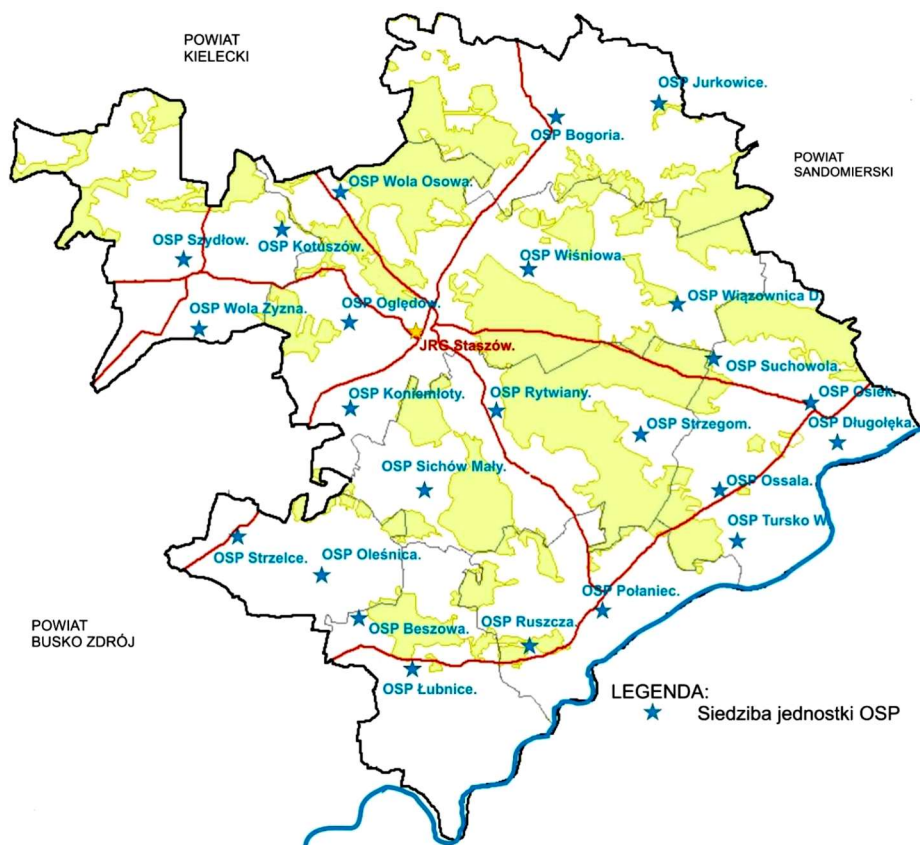 POWIAT
KIELECKI
OSP Jurkowice.
OSP Bogoria.
POWIAT
SANDOMIERSKI
OSP Wola Osowa.
OSP Szydłow.
OSP Kotuszów.
OSP Wiśniowa.
OSP Wiązownica D.
OSP Wola Zyzna.
OSP Oględów.
JRG Staszów.
OSP Suchowola.
OSP Koniemłoty.
OSP Rytwiany.
OSP Osiek.
OSP Strzegom.
OSP Długołęka.
OSP Sichów Mały.
OSP Ossala.
OSP Tursko W.
OSP Strzelce.
OSP Oleśnica.
OSP Połaniec.
OSP Beszowa.
OSP Ruszcza.
POWIAT
BUSKO ZDRÓJ
OSP Łubnice.
LEGENDA:
Siedziba jednostki OSP